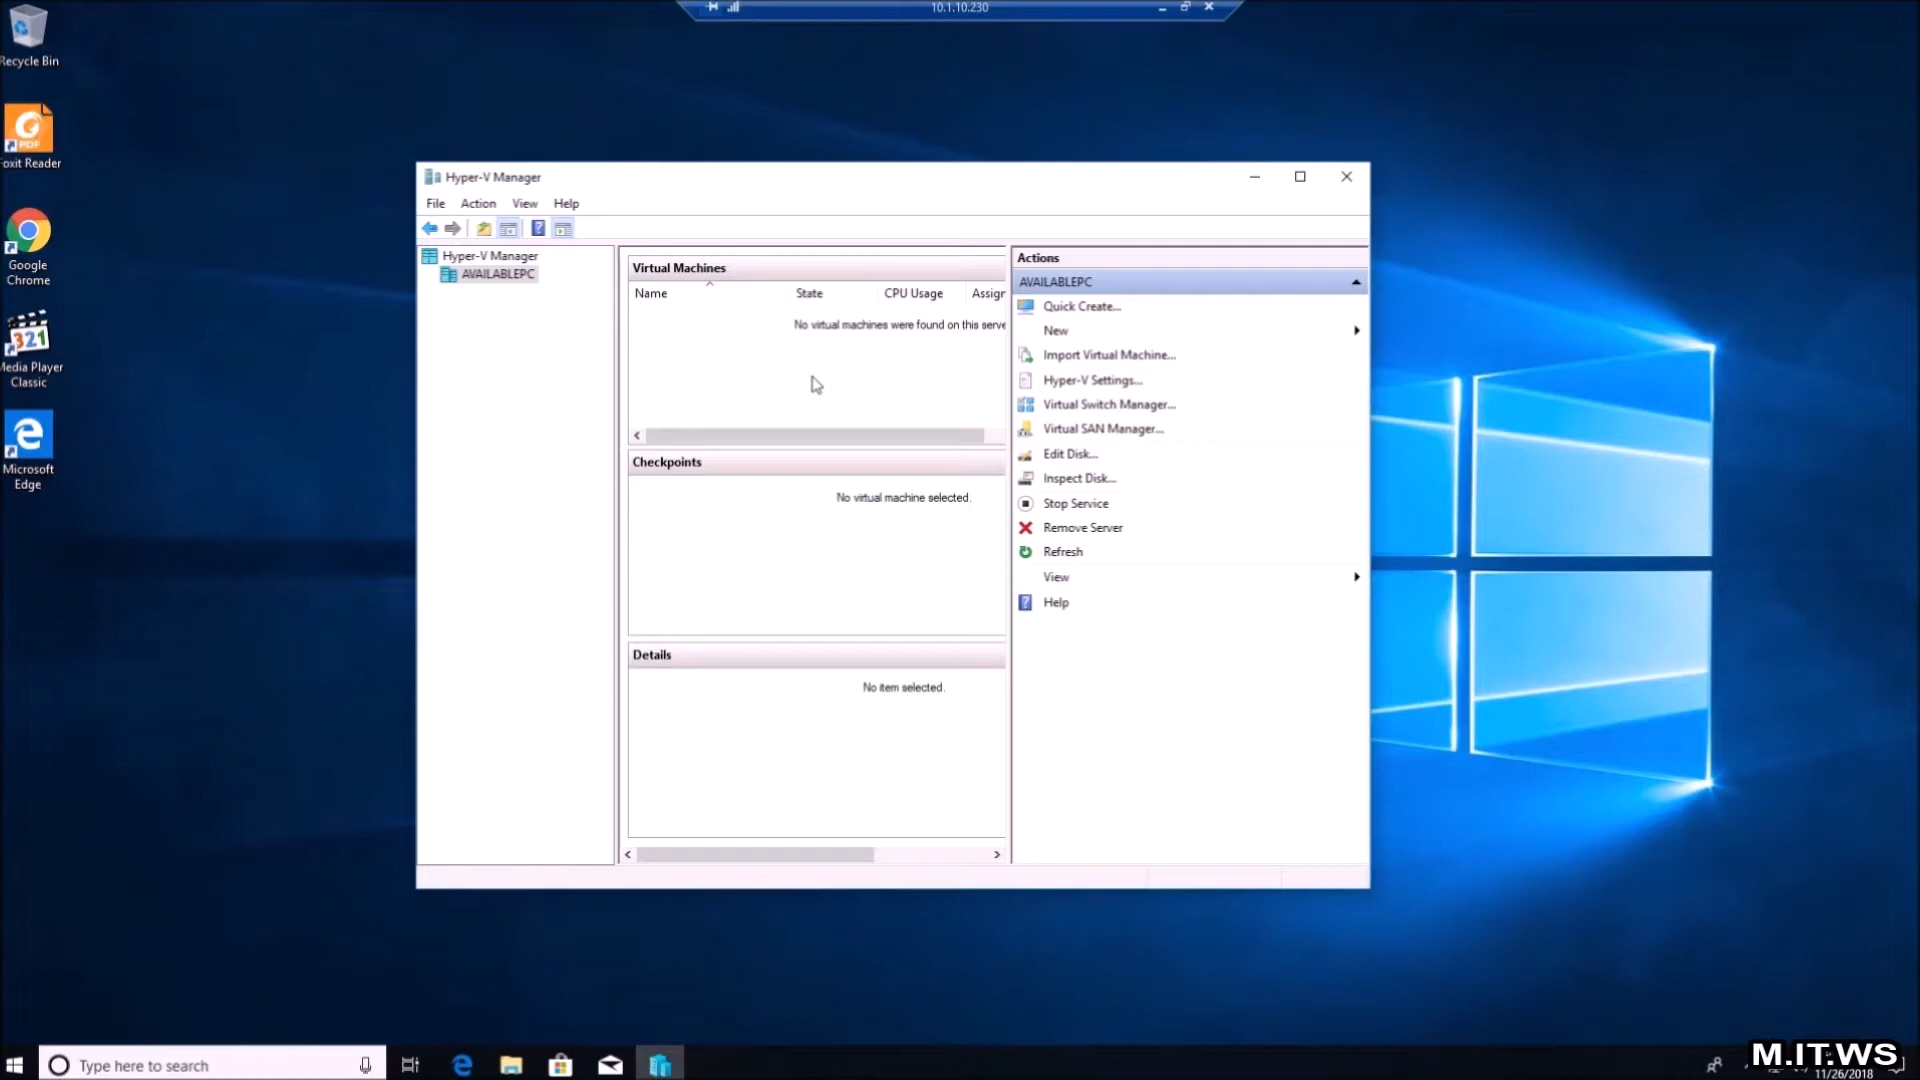 10.1.10.230
Recycle Bin
PDF
oxit Reader
Google
Chrome
321
Media Player
Classic
Microsoft
Edge
Hyper-V Manager
File Action View Help
Hyper-V Manager
AVAILABLEPC
Virtual Machines
Name State CPU Usage Assign
No virtual machines were found on this serve
Checkpoints
No virtual machine selected.
Details
No item selected.
Actions
AVAILABLEPC
Quick Create...
New
Import Virtual Machine...
Hyper-V Settings...
Virtual Switch Manager...
Virtual SAN Manager...
Edit Disk...
Inspect Disk...
Stop Service
Remove Server
Refresh
View
Help
Type here to search
M.IT.WS
11/26/2018